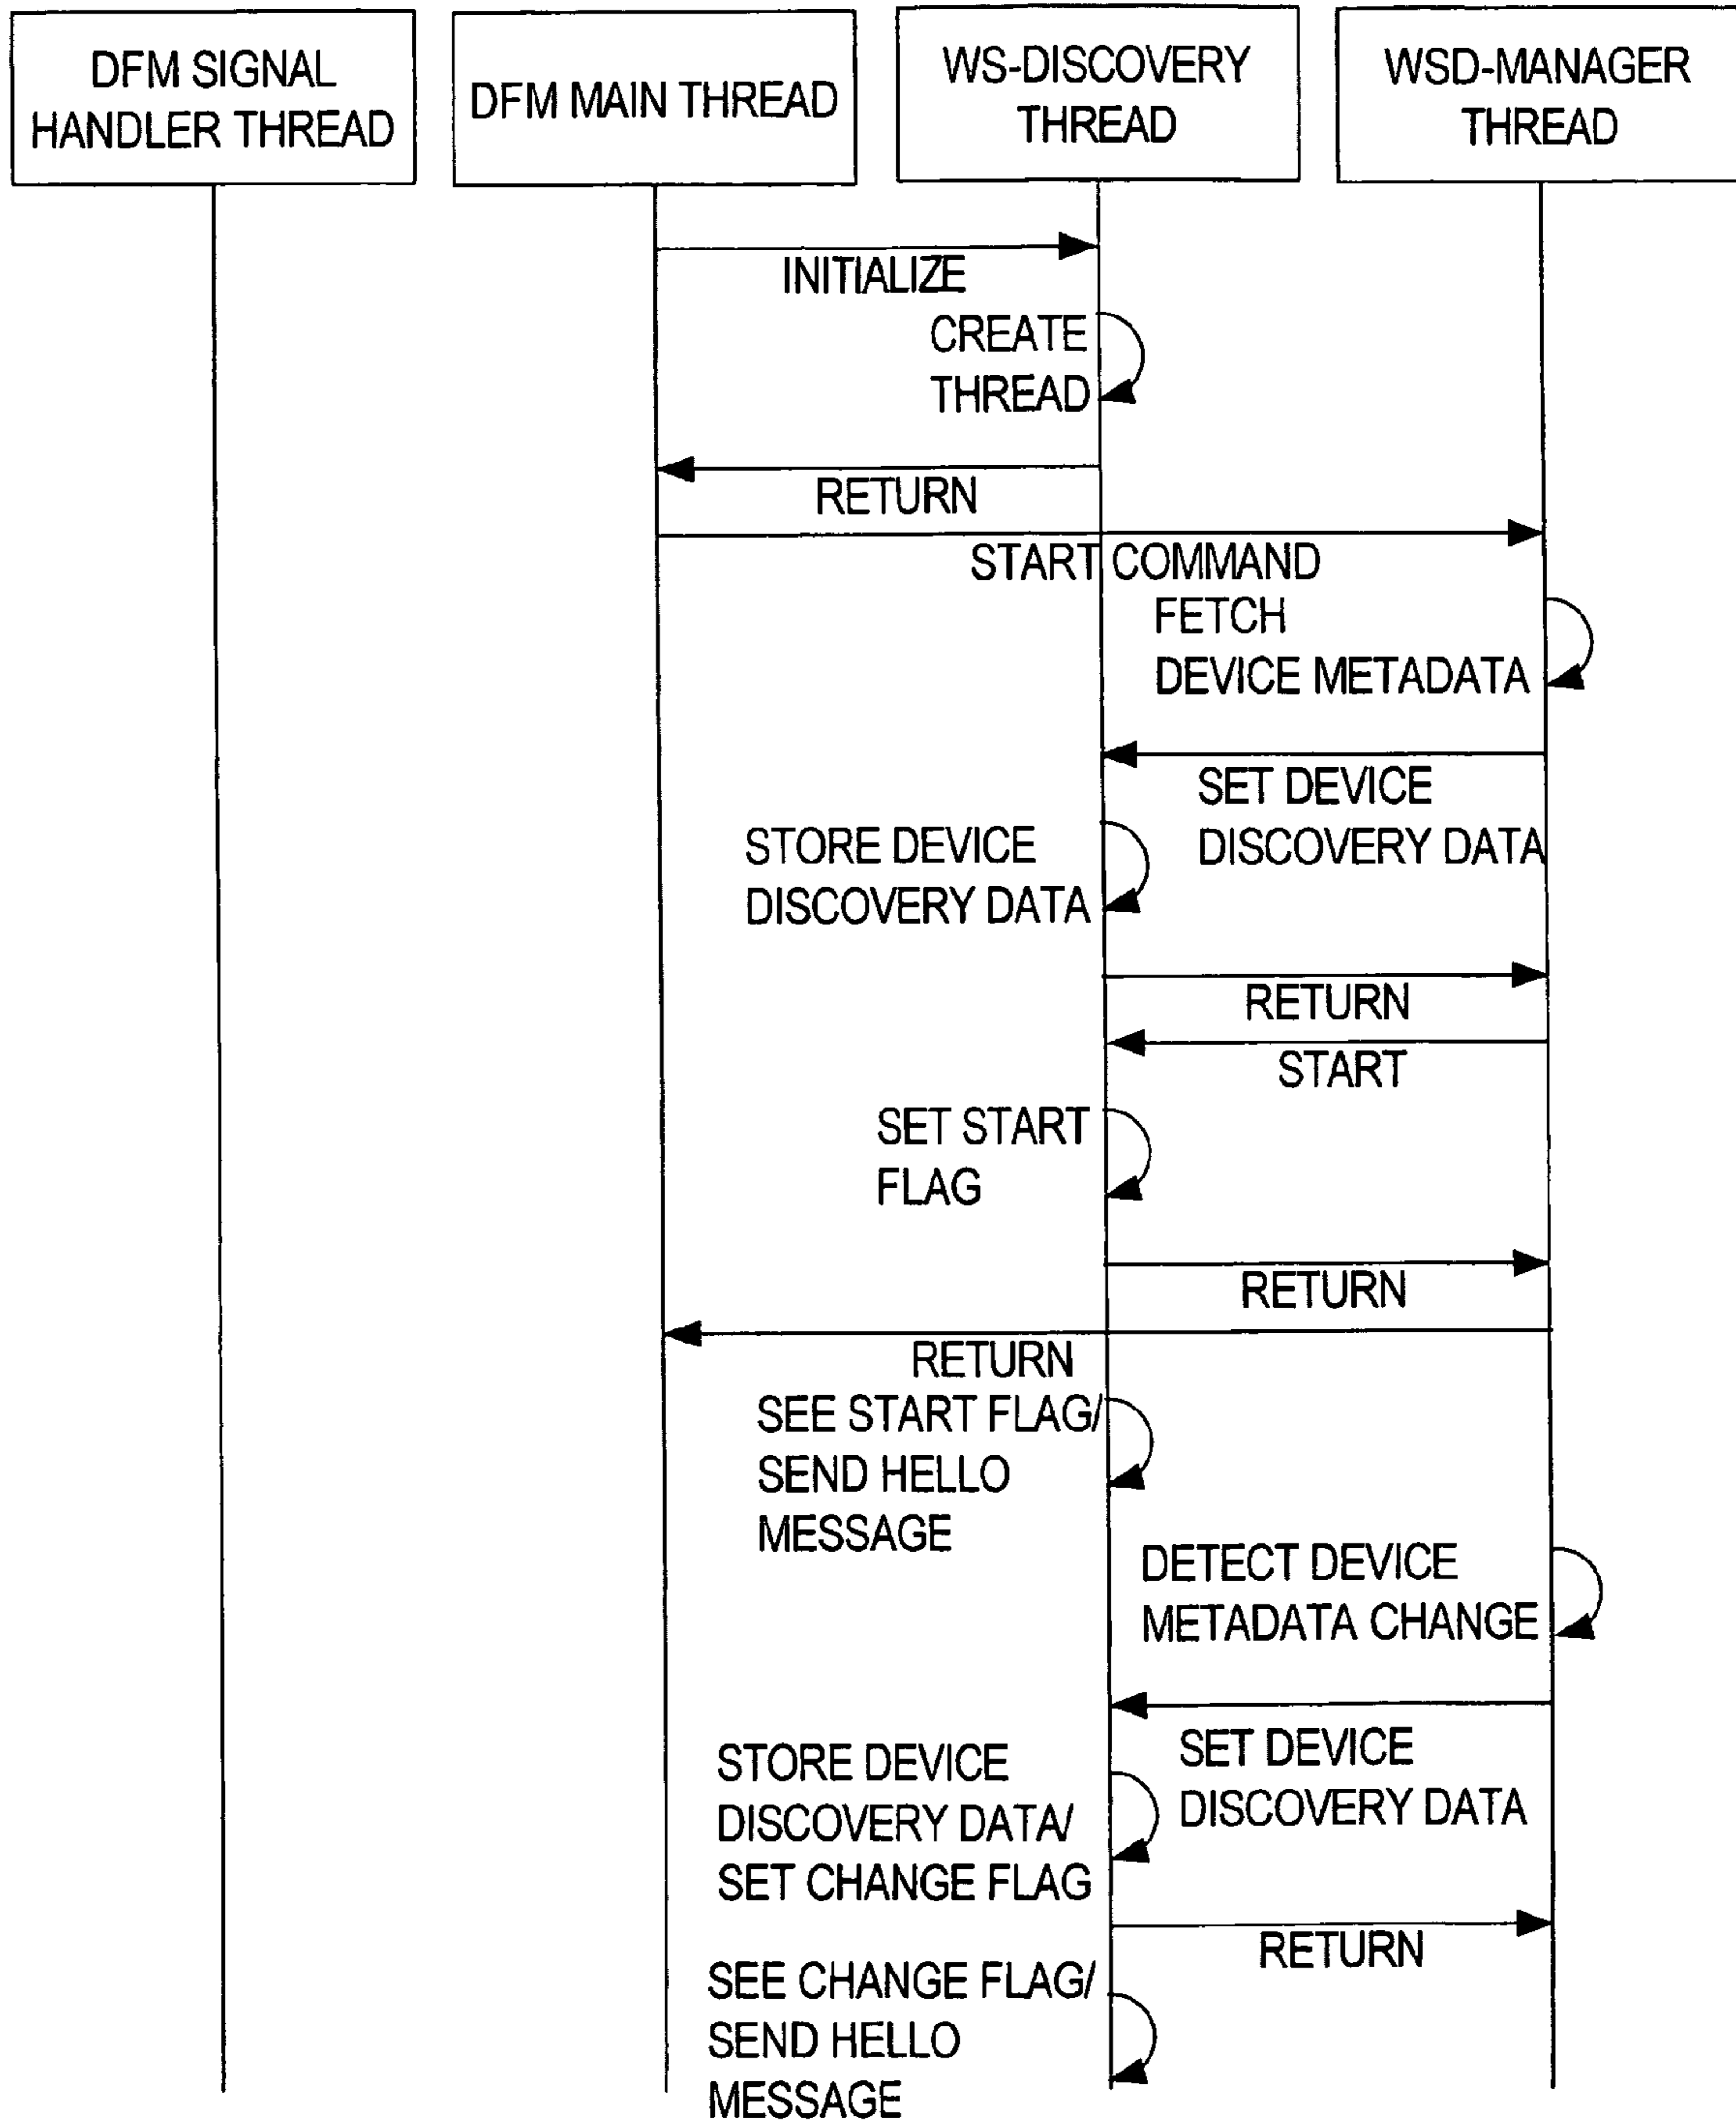 DFM SIGNAL
HANDLER THREAD
DFM MAIN THREAD
WS-DISCOVERY
THREAD
WSD-MANAGER
THREAD
INITIALIZE
CREATE
THREAD
RETURN
START COMMAND
FETCH
DEVICE METADATA
SET DEVICE
DISCOVERY DATA
STORE DEVICE
DISCOVERY DATA
RETURN
START
SET START
FLAG
RETURN
RETURN
SEE START FLAG/
SEND HELLO
MESSAGE
DETECT DEVICE
METADATA CHANGE
SET DEVICE
DISCOVERY DATA
STORE DEVICE
DISCOVERY DATA/
SET CHANGE FLAG
RETURN
SEE CHANGE FLAG/
SEND HELLO
MESSAGE